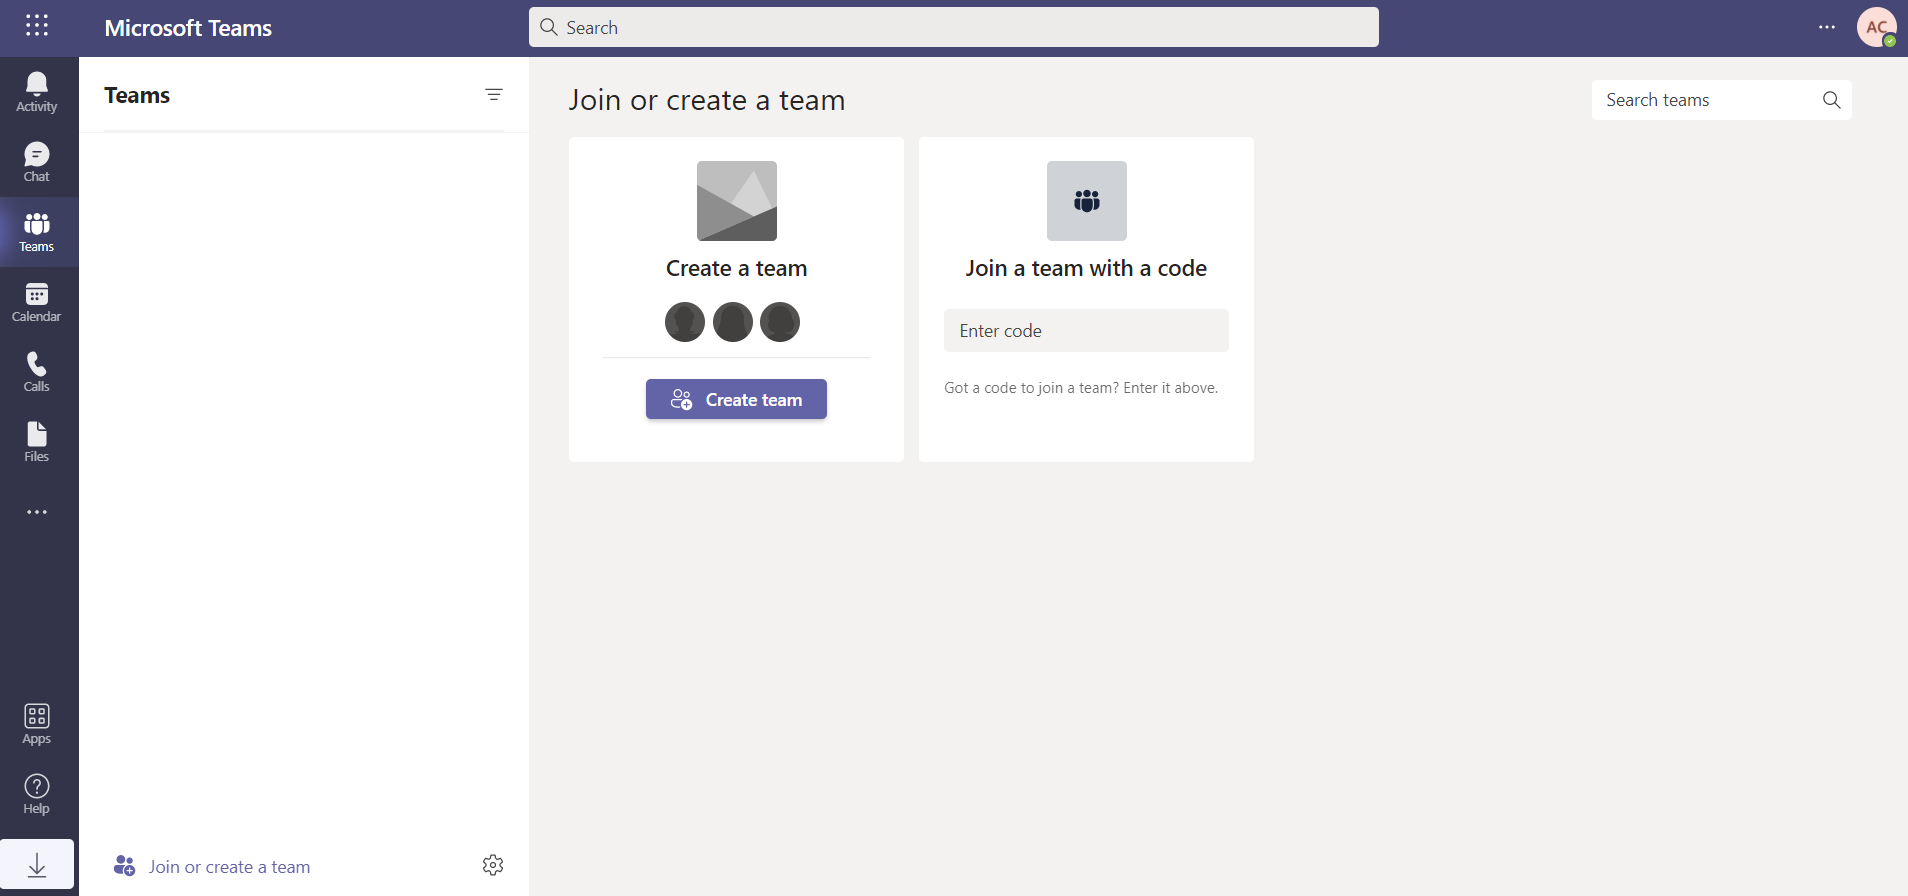 Microsoft Teams
Search
AC
Activity
Chat
Teams
Calendar
Calls
Files
Apps
Help
Teams
Join or create a team
Join or create a team
Search teams
Create a team
Create team
Join a team with a code
Enter code
Got a code to join a team? Enter it above.